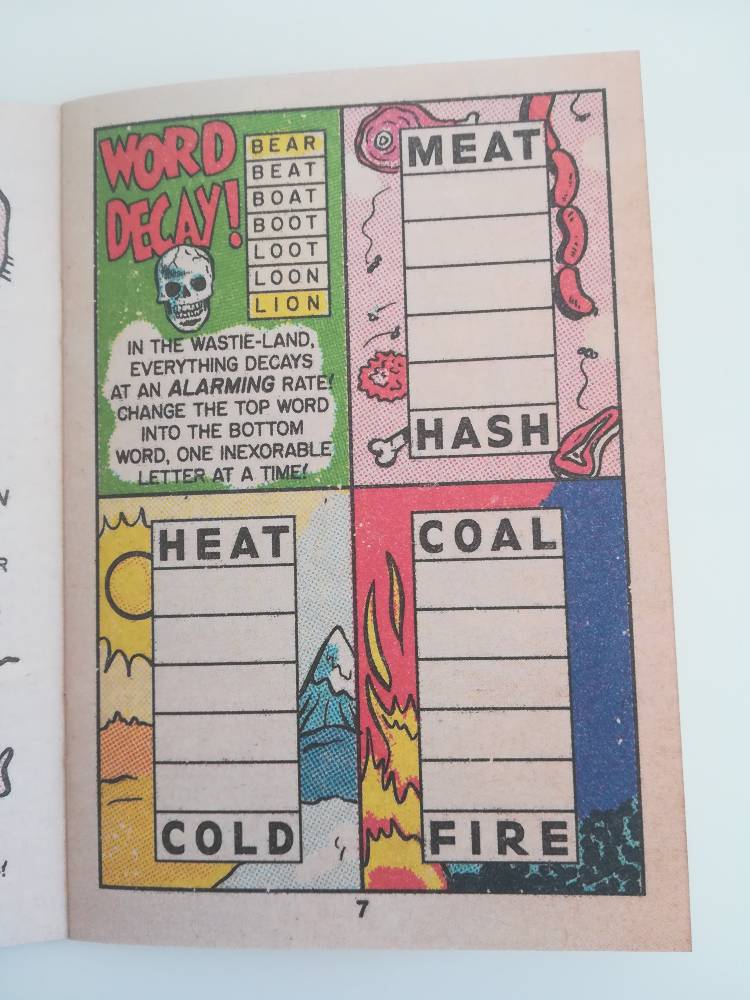 WORD
DECAY!
BEAR
BEAT
BOAT
BOOT
LOOT
LOON
LION
IN THE WASTIE-LAND,
EVERYTHING DECAYS
AT AN ALARMING RATE!
CHANGE THE TOP WORD
INTO THE BOTTOM
WORD, ONE INEXORABLE
LETTER AT A TIME!
MEAT
HASH
HEAT
COLD
COAL
FIRE
7